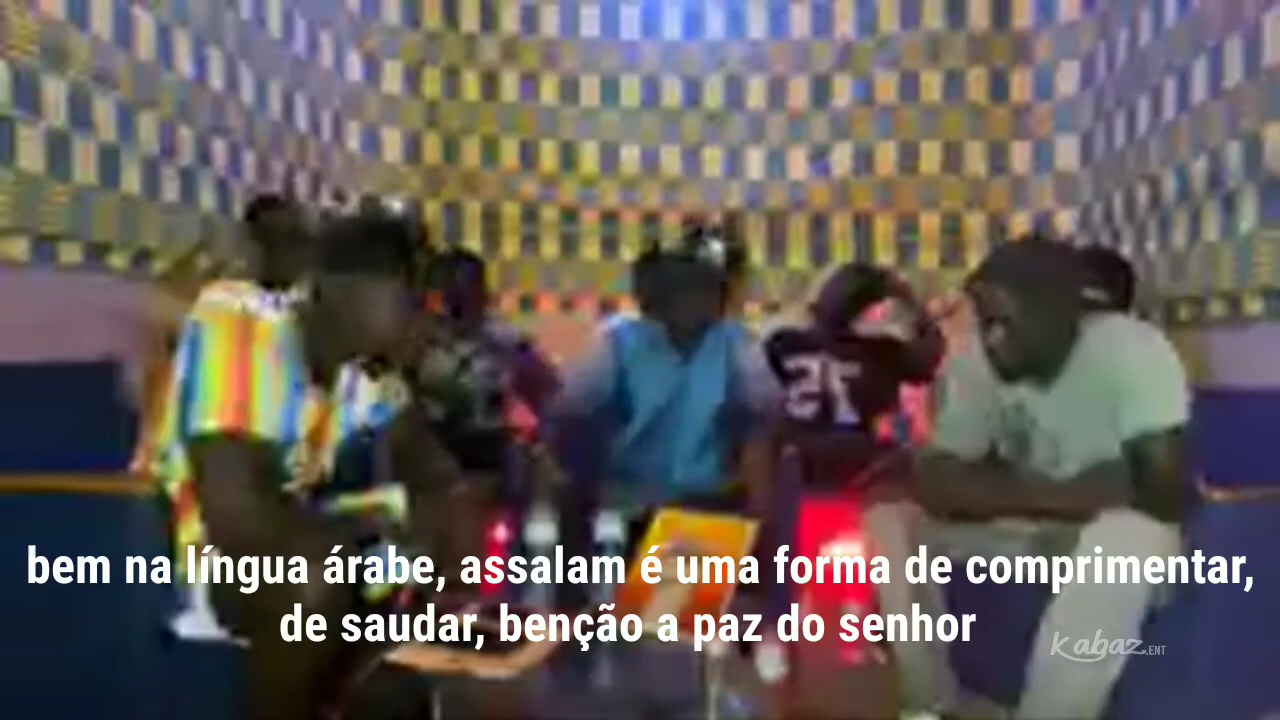 bem na língua árabe, assalam é uma forma de comprimentar,
de saudar, benção a paz do senhor
kabaz.ENT